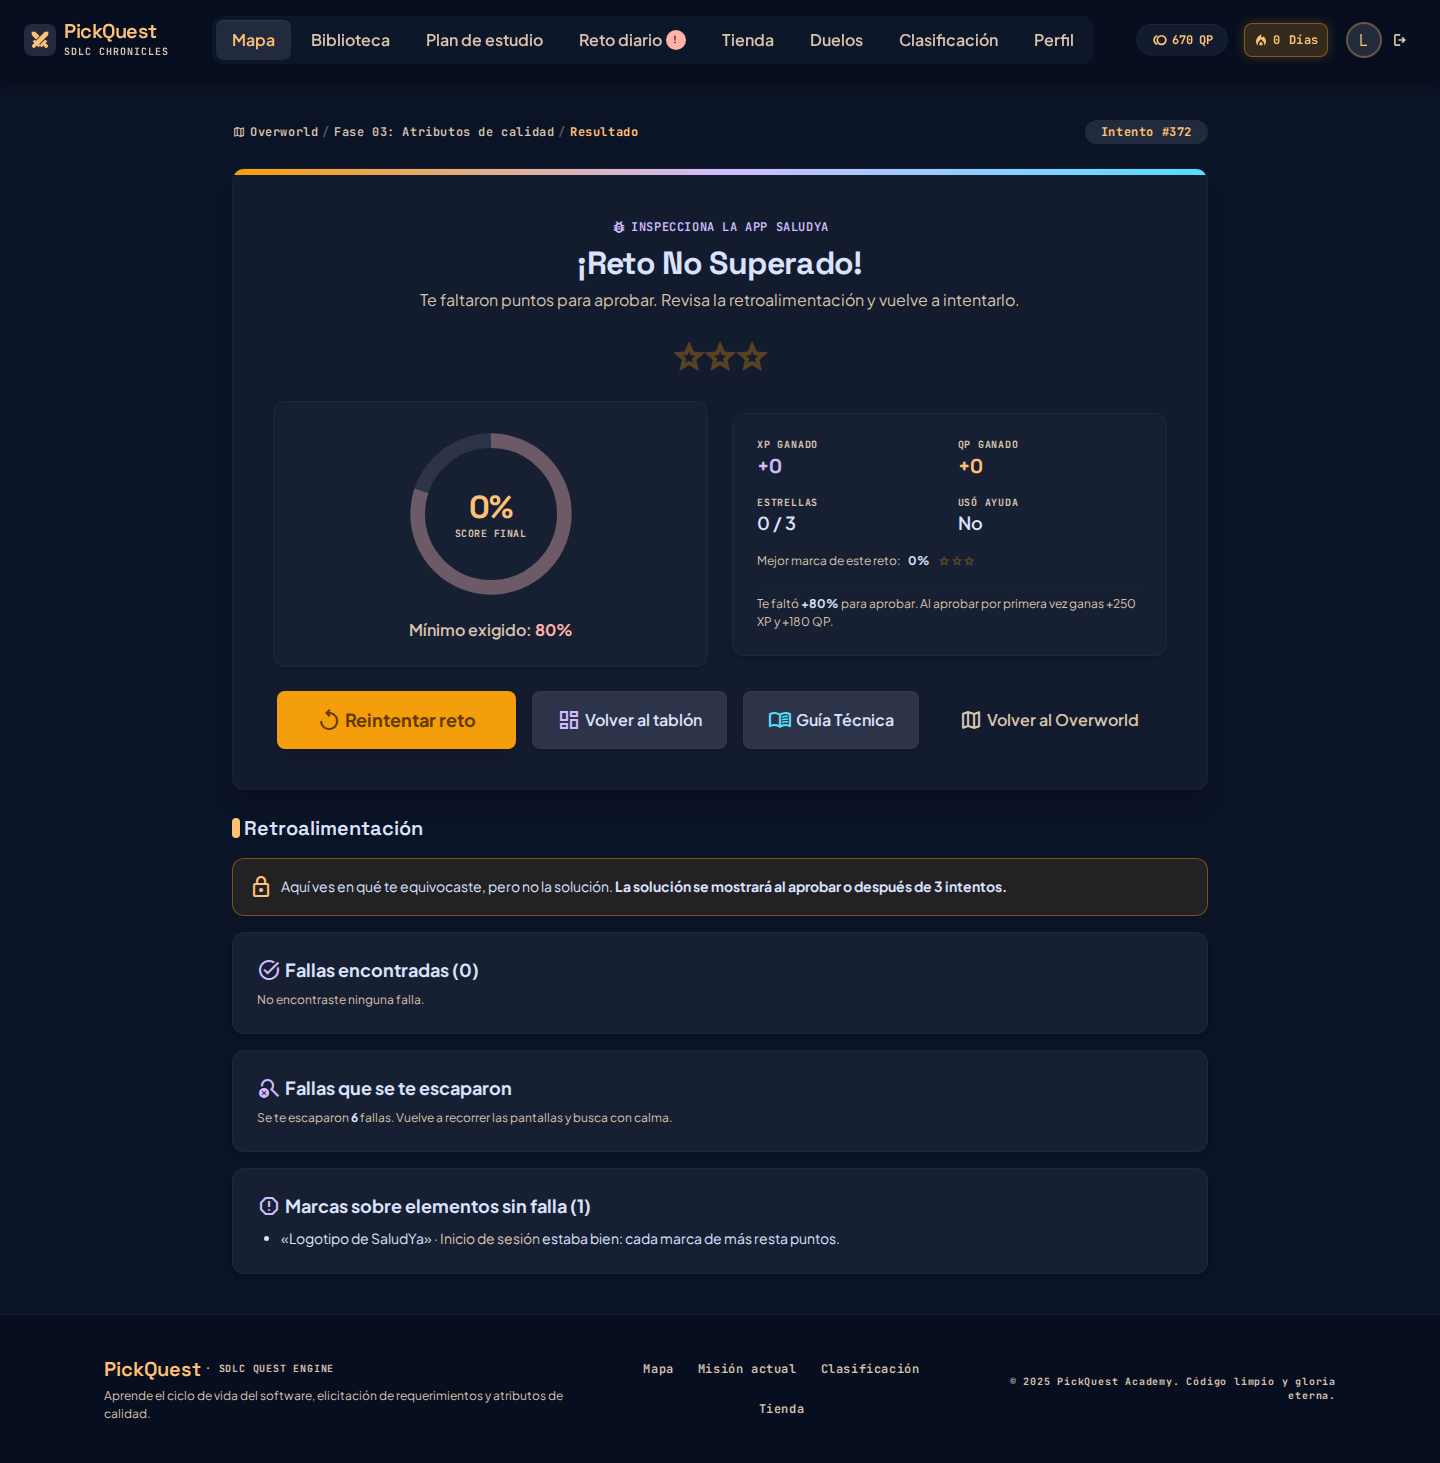 PickQuest
SDLC CHRONICLES
Mapa
Biblioteca
Plan de estudio
Reto diario !
Tienda
Duelos
Clasificación
Perfil
670 QP
0 Días
L
Overworld / Fase 03: Atributos de calidad / Resultado
Intento #372
INSPECCIONA LA APP SALUDYA
¡Reto No Superado!
Te faltaron puntos para aprobar. Revisa la retroalimentación y vuelve a intentarlo.
0%
SCORE FINAL
Mínimo exigido: 80%
XP GANADO
+0
QP GANADO
+0
ESTRELLAS
0 / 3
USÓ AYUDA
No
Mejor marca de este reto: 0%
Te faltó +80% para aprobar. Al aprobar por primera vez ganas +250
XP y +180 QP.
Reintentar reto
Volver al tablón
Guía Técnica
Volver al Overworld
Retroalimentación
Aquí ves en qué te equivocaste, pero no la solución. La solución se mostrará al aprobar o después de 3 intentos.
Fallas encontradas (0)
No encontraste ninguna falla.
Fallas que se te escaparon
Se te escaparon 6 fallas. Vuelve a recorrer las pantallas y busca con calma.
Marcas sobre elementos sin falla (1)
• «Logotipo de SaludYa» · Inicio de sesión estaba bien: cada marca de más resta puntos.
PickQuest · SDLC QUEST ENGINE
Aprende el ciclo de vida del software, elicitación de requerimientos y atributos de
calidad.
Mapa
Misión actual
Clasificación
Tienda
© 2025 PickQuest Academy. Código limpio y gloria
eterna.